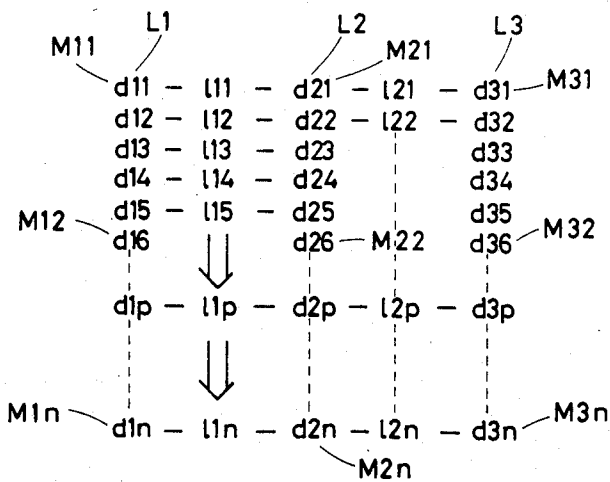 L1 L2 L3
M11 M21
d11 – l11 – d21 – l21 – d31 M31
d12 – l12 – d22 – l22 – d32
d13 – l13 – d23 d33
d14 – l14 – d24 d34
d15 – l15 – d25 d35
M12 M32
d16 d26 M22 d36
d1p – l1p – d2p – l2p – d3p
M1n M3n
d1n – l1n – d2n – l2n – d3n
M2n